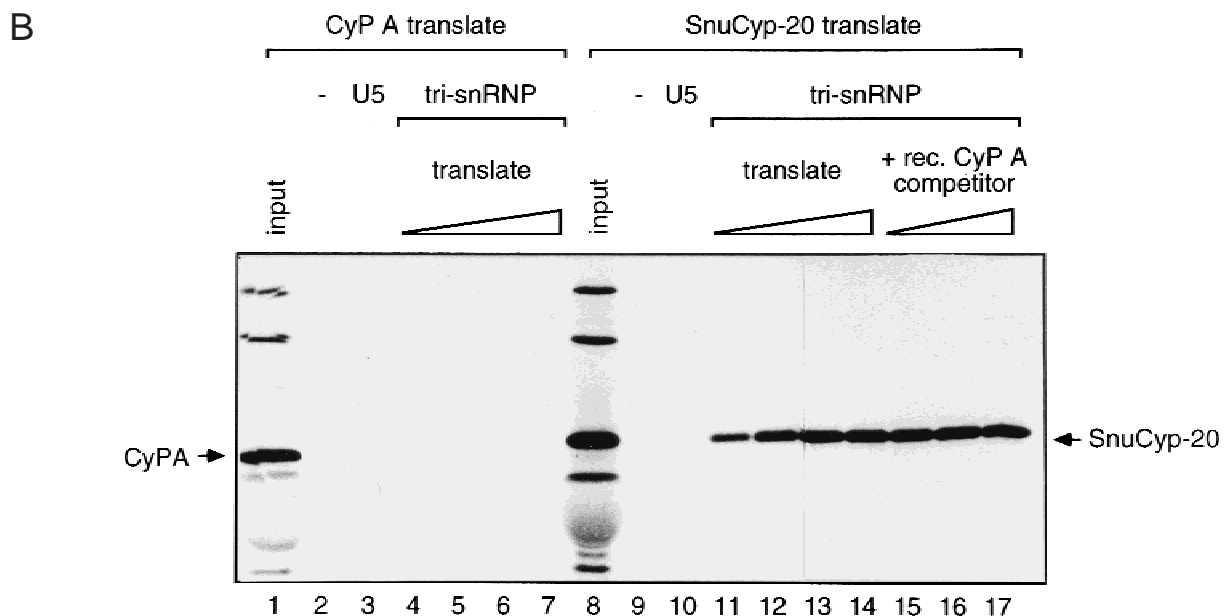 B
CyP A translate
SnuCyp-20 translate
- U5 tri-snRNP
- U5 tri-snRNP
input
translate
input
translate
+ rec. CyP A
competitor
CyPA
SnuCyp-20
1 2 3 4 5 6 7 8 9 10 11 12 13 14 15 16 17